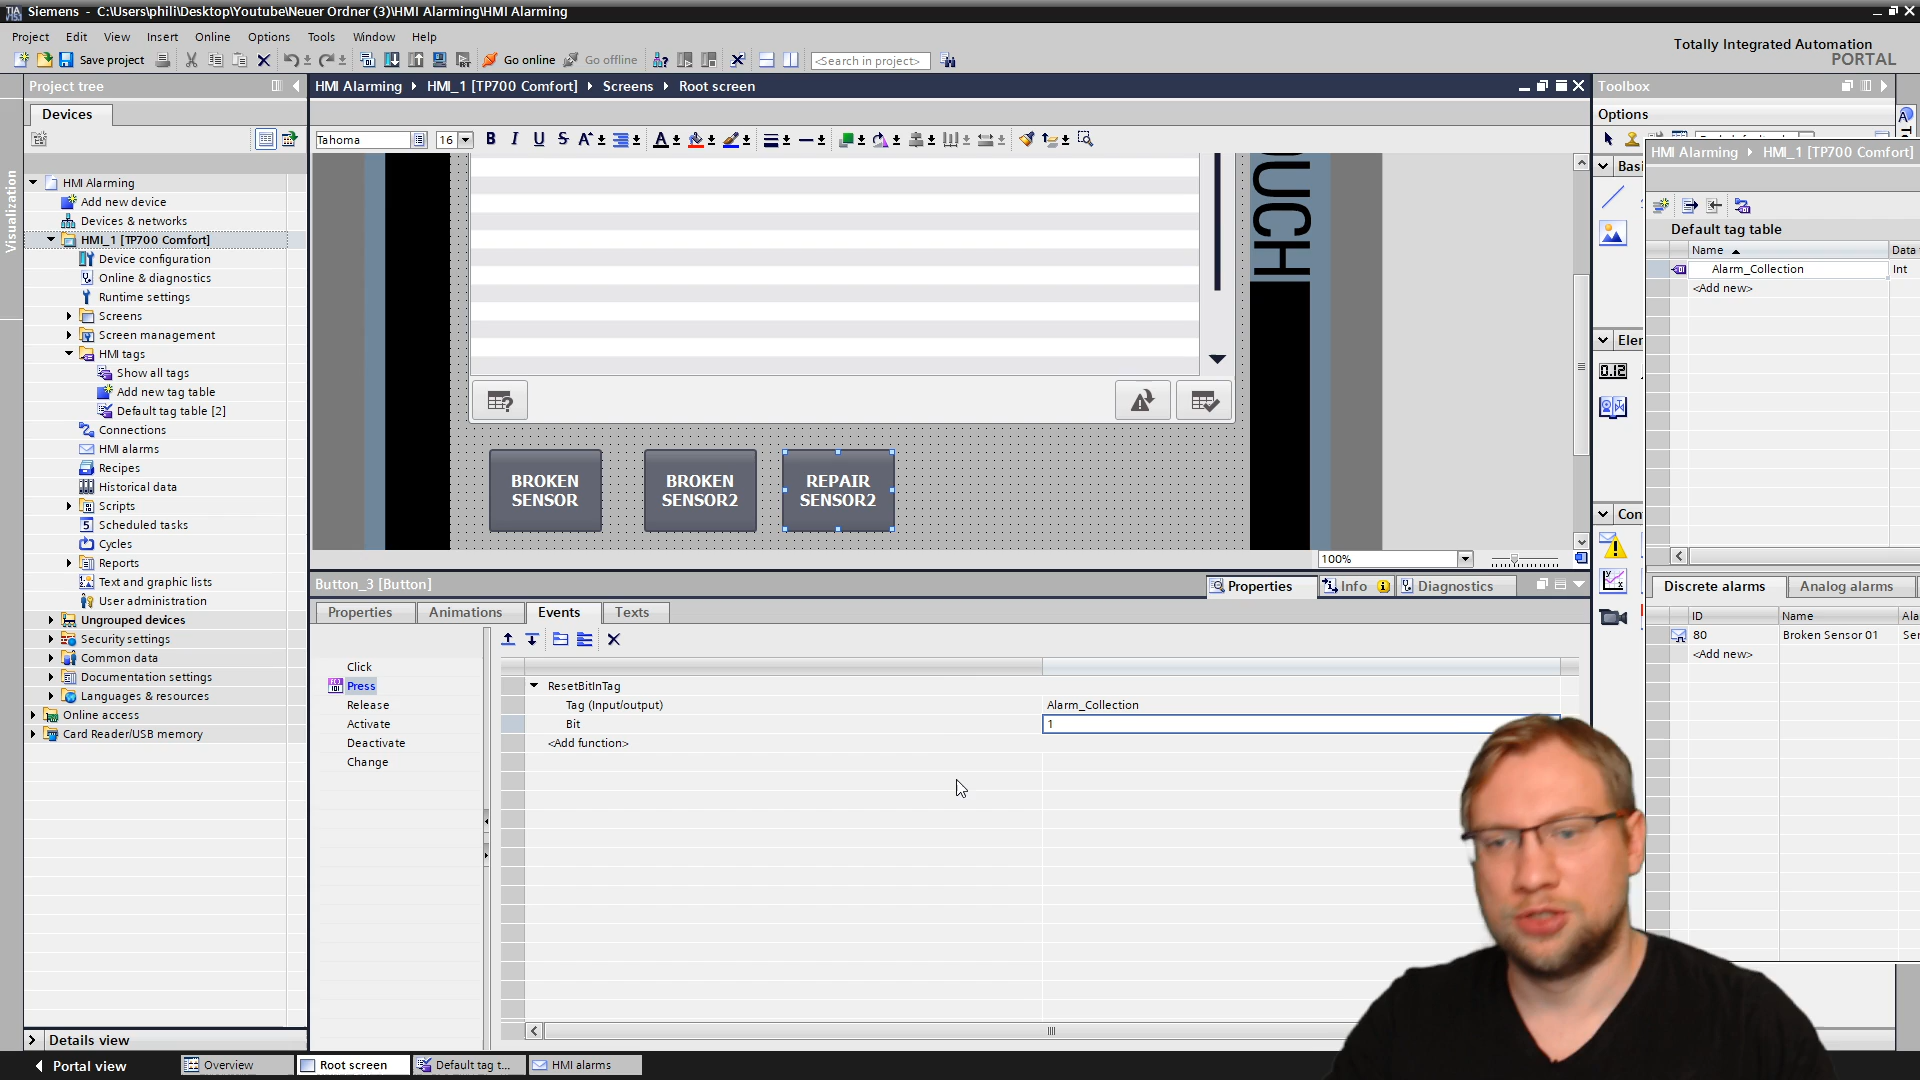 Siemens - C:\Users\phili\Desktop\Youtube\Neuer Ordner (3)\HMI Alarming\HMI Alarming
Project Edit View Insert Online Options Tools Window Help
Totally Integrated Automation
PORTAL
Save project
Go online
Go offline
<Search in project>
Project tree
HMI Alarming HMI_1 [TP700 Comfort] Screens Root screen
Toolbox
Devices
Options
Tahoma
16
B I U S
Visualization
HMI Alarming
Add new device
Devices & networks
HMI_1 [TP700 Comfort]
Device configuration
Online & diagnostics
Runtime settings
Screens
Screen management
HMI tags
Show all tags
Add new tag table
Default tag table [2]
Connections
HMI alarms
Recipes
Historical data
Scripts
Scheduled tasks
Cycles
Reports
Text and graphic lists
User administration
Ungrouped devices
Security settings
Common data
Documentation settings
Languages & resources
Online access
Card Reader/USB memory
Details view
OUCH
BROKEN
SENSOR
BROKEN
SENSOR2
REPAIR
SENSOR2
100%
Button_3 [Button]
Properties
Info
Diagnostics
Properties Animations Events Texts
Click
Press
Release
Activate
Deactivate
Change
ResetBitInTag
Tag (Input/output) Alarm_Collection
Bit 1
<Add function>
Basi
Eler
0.12
Con
HMI Alarming HMI_1 [TP700 Comfort]
Default tag table
Name Data
Alarm_Collection Int
<Add new>
Discrete alarms Analog alarms
ID Name Ala
80 Broken Sensor 01 Ser
<Add new>
Portal view
Overview
Root screen
Default tag t...
HMI alarms